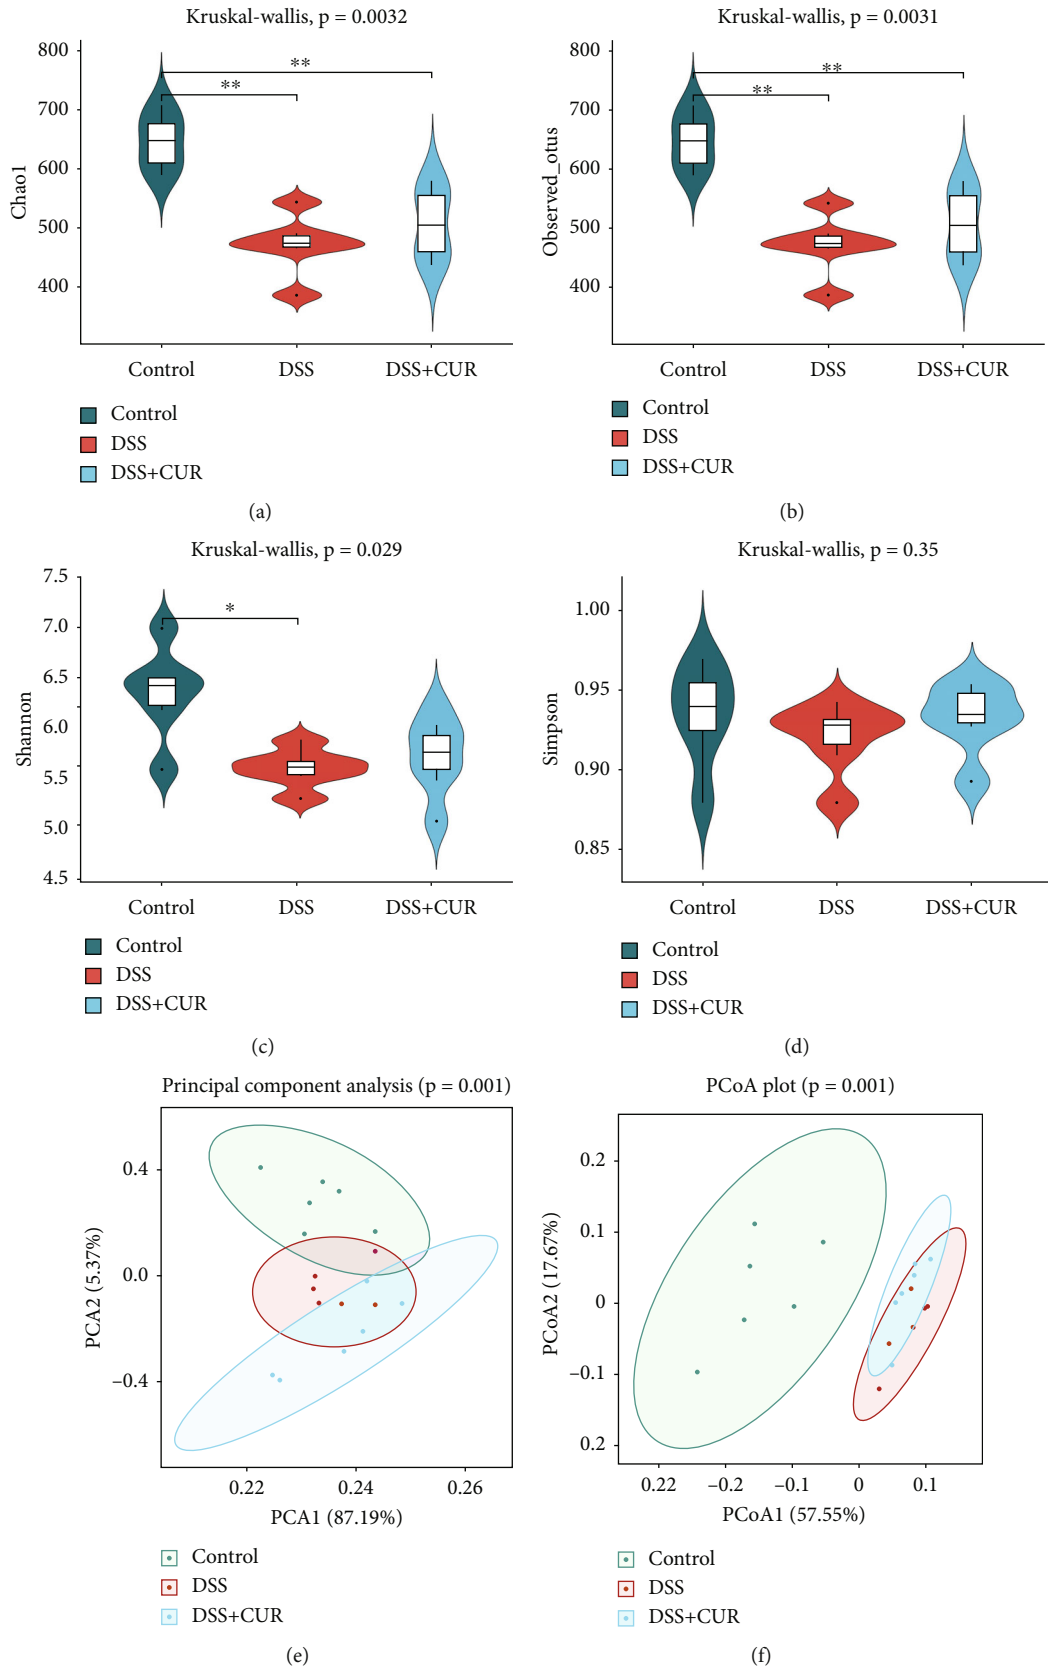 Kruskal-wallis, p = 0.0032
800
700
600
500
400
Chao1
**
**
Control
DSS
DSS+CUR
Control
DSS
DSS+CUR
(a)
Kruskal-wallis, p = 0.0031
800
700
600
500
400
Observed_otus
**
**
Control
DSS
DSS+CUR
Control
DSS
DSS+CUR
(b)
Kruskal-wallis, p = 0.029
7.5
7.0
6.5
6.0
5.5
5.0
4.5
Shannon
*
Control
DSS
DSS+CUR
Control
DSS
DSS+CUR
(c)
Kruskal-wallis, p = 0.35
1.00
0.95
0.90
0.85
Simpson
Control
DSS
DSS+CUR
Control
DSS
DSS+CUR
(d)
Principal component analysis (p = 0.001)
0.4
0.0
−0.4
PCA2 (5.37%)
0.22
0.24
0.26
PCA1 (87.19%)
Control
DSS
DSS+CUR
(e)
PCoA plot (p = 0.001)
0.2
0.1
0
−0.1
0.2
PCoA2 (17.67%)
0.22
−0.2
−0.1
0
0.1
PCoA1 (57.55%)
Control
DSS
DSS+CUR
(f)